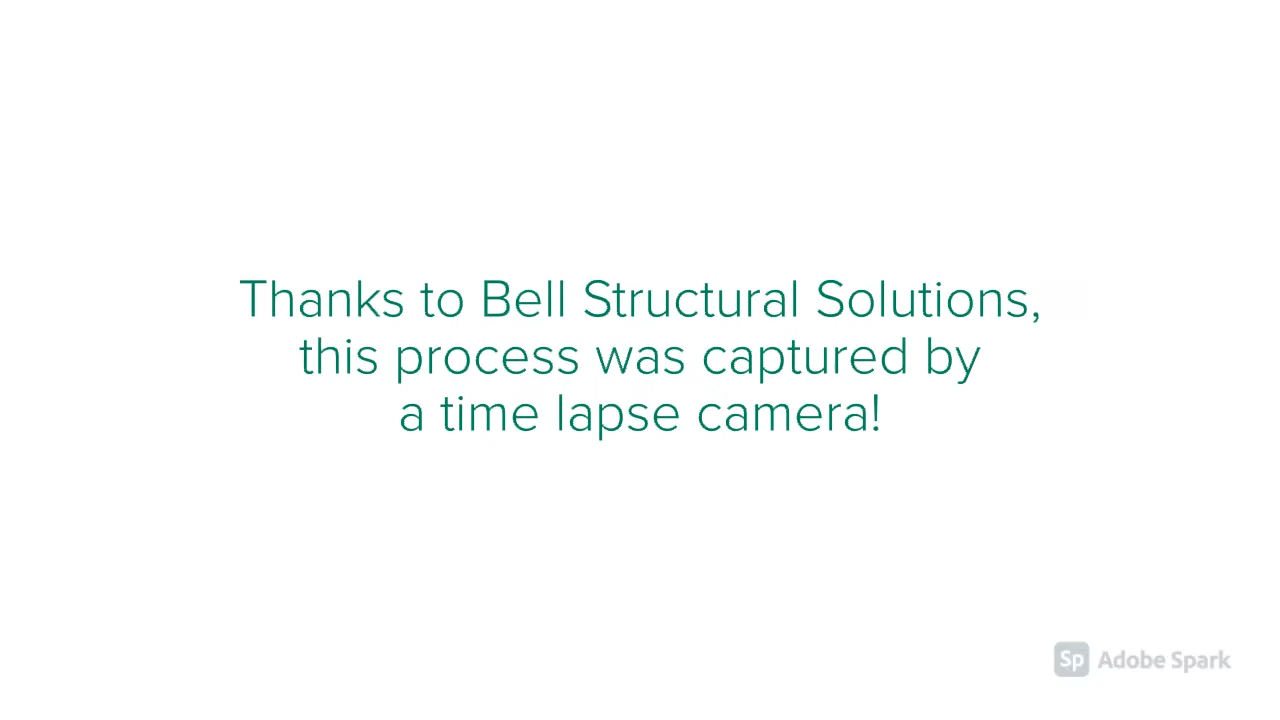 Thanks to Bell Structural Solutions,
this process was captured by
a time lapse camera!
Sp Adobe Spark